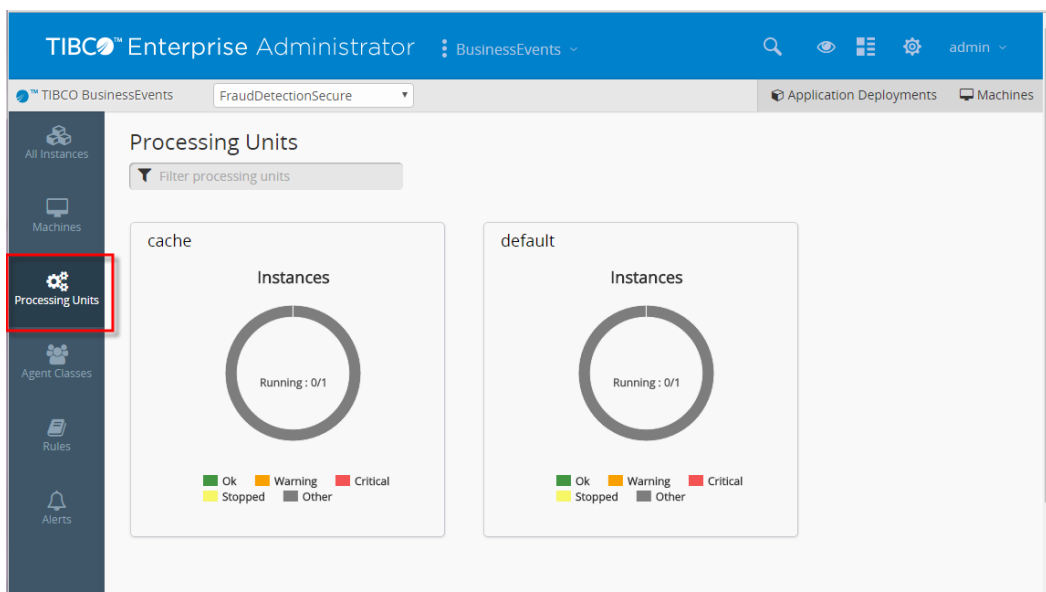 TIBCO™ Enterprise Administrator BusinessEvents admin
™ TIBCO BusinessEvents FraudDetectionSecure Application Deployments Machines
All Instances
Machines
Processing Units
Agent Classes
Rules
Alerts
Processing Units
Filter processing units
cache
Instances
Running : 0/1
Ok Warning Critical
Stopped Other
default
Instances
Running : 0/1
Ok Warning Critical
Stopped Other